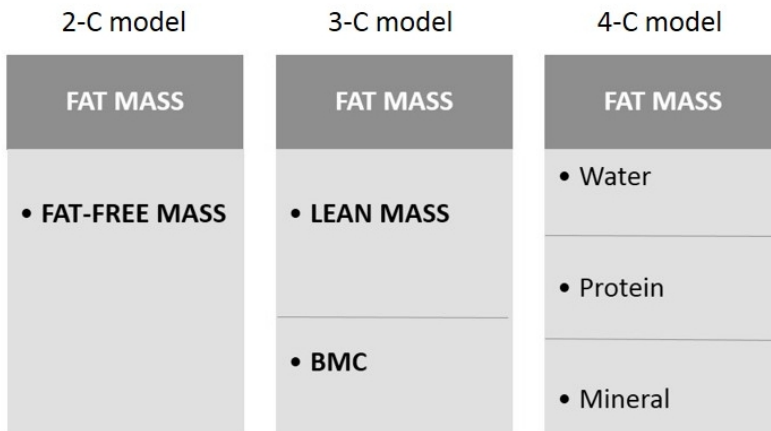 2-C model
FAT MASS
• FAT-FREE MASS
3-C model
FAT MASS
• LEAN MASS
• BMC
4-C model
FAT MASS
• Water
• Protein
• Mineral